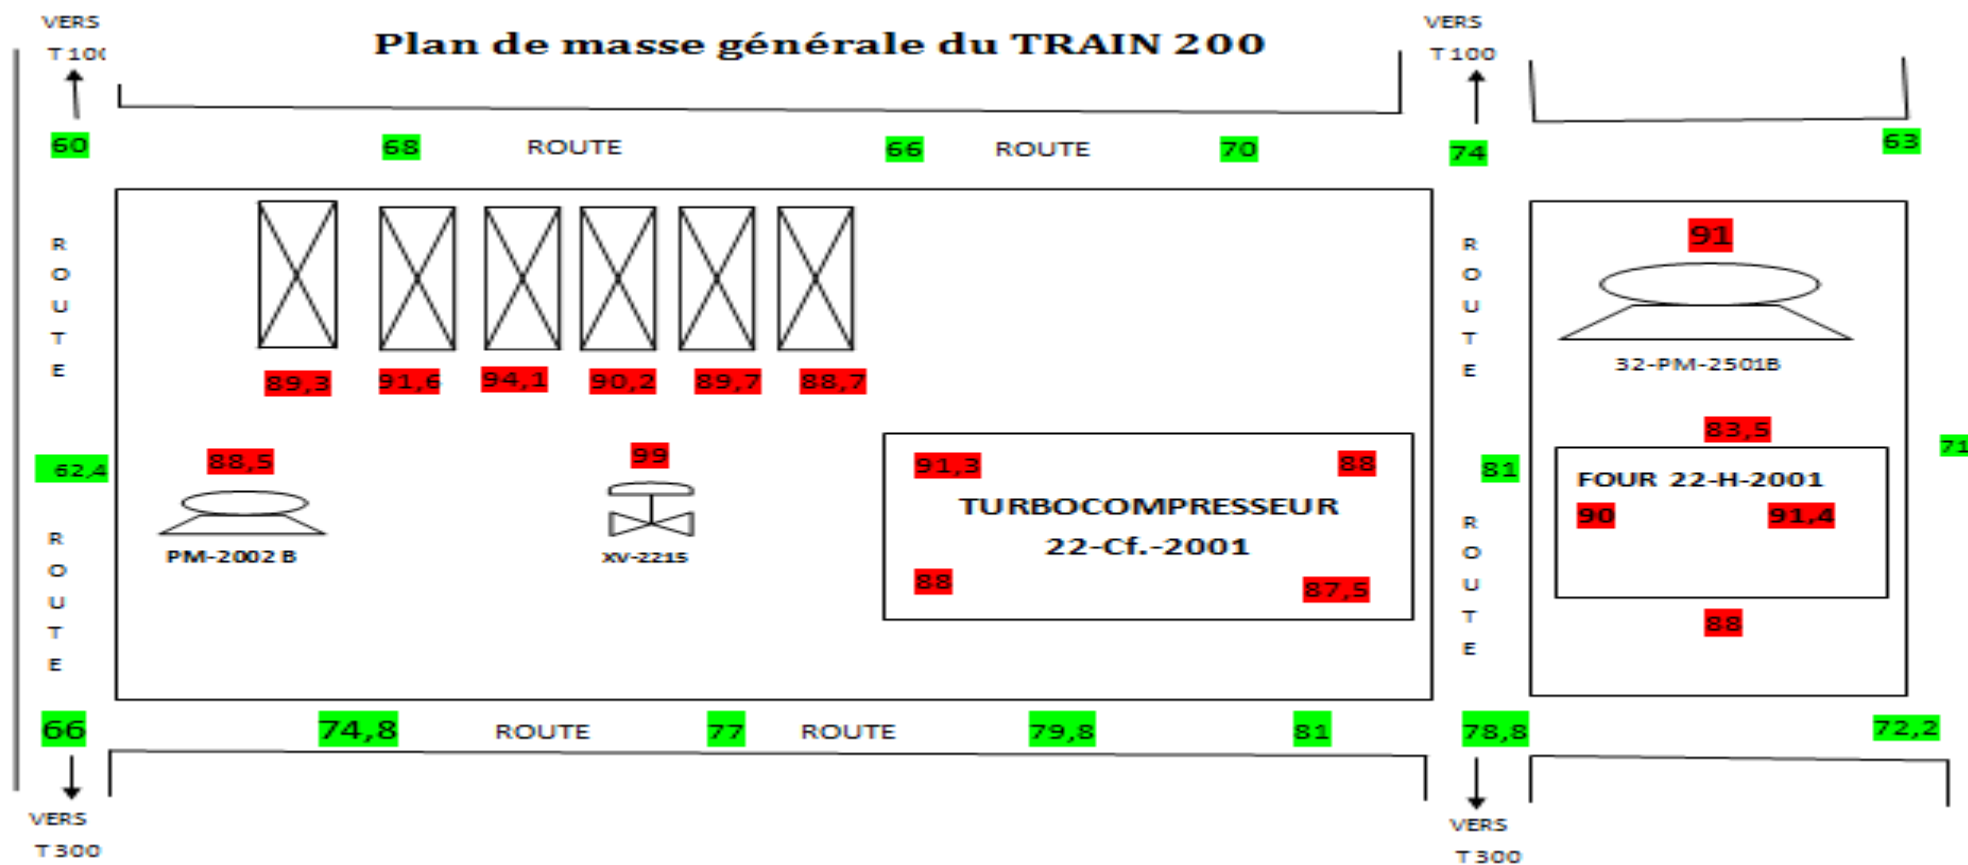 VERS
T 100
Plan de masse générale du TRAIN 200
VERS
T 100
60
68
ROUTE
66
ROUTE
70
74
63
R
O
U
T
E
R
O
U
T
E
91
32-PM-2501B
89,3
91,6
94,1
90,2
89,7
88,7
62,4
88,5
PM-2002 B
99
XV-2215
91,3
88
TURBOCOMPRESSEUR
22-Cf.-2001
88
87,5
81
83,5
FOUR 22-H-2001
90
91,4
88
71
R
O
U
T
E
R
O
U
T
E
66
74,8
ROUTE
77
ROUTE
79,8
81
78,8
72,2
VERS
T 300
VERS
T 300